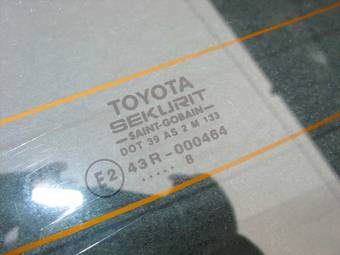 TOYOTA
SEKURIT
SAINT-GOBAIN
DOT 39 AS 2 M 133
E2 43R-000464
..... 8